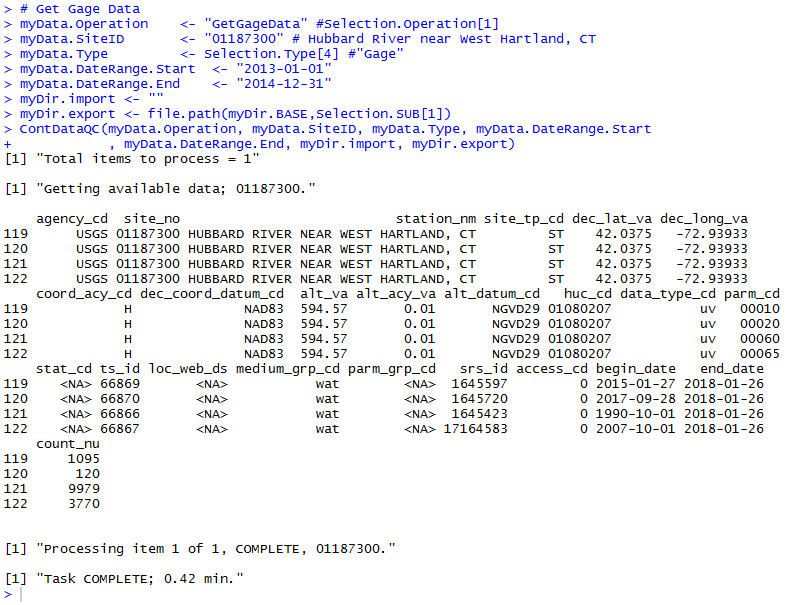 > # Get Gage Data
> myData.Operation    <- "GetGageData" #Selection.Operation[1]
> myData.SiteID       <- "01187300" # Hubbard River near West Hartland, CT
> myData.Type         <- Selection.Type[4] #"Gage"
> myData.DateRange.Start  <- "2013-01-01"
> myData.DateRange.End    <- "2014-12-31"
> myDir.import <- ""
> myDir.export <- file.path(myDir.BASE,Selection.SUB[1])
> ContDataQC(myData.Operation, myData.SiteID, myData.Type, myData.DateRange.Start
+            , myData.DateRange.End, myDir.import, myDir.export)
[1] "Total items to process = 1"
[1] "Getting available data; 01187300."
    agency_cd  site_no                           station_nm site_tp_cd dec_lat_va dec_long_va
119      USGS 01187300 HUBBARD RIVER NEAR WEST HARTLAND, CT         ST    42.0375   -72.93933
120      USGS 01187300 HUBBARD RIVER NEAR WEST HARTLAND, CT         ST    42.0375   -72.93933
121      USGS 01187300 HUBBARD RIVER NEAR WEST HARTLAND, CT         ST    42.0375   -72.93933
122      USGS 01187300 HUBBARD RIVER NEAR WEST HARTLAND, CT         ST    42.0375   -72.93933
    coord_acy_cd dec_coord_datum_cd  alt_va alt_acy_va alt_datum_cd   huc_cd data_type_cd parm_cd
119            H              NAD83  594.57       0.01       NGVD29 01080207           uv   00010
120            H              NAD83  594.57       0.01       NGVD29 01080207           uv   00020
121            H              NAD83  594.57       0.01       NGVD29 01080207           uv   00060
122            H              NAD83  594.57       0.01       NGVD29 01080207           uv   00065
    stat_cd ts_id loc_web_ds medium_grp_cd parm_grp_cd   srs_id access_cd begin_date   end_date
119    <NA> 66869       <NA>           wat        <NA>  1645597         0 2015-01-27 2018-01-26
120    <NA> 66870       <NA>           wat        <NA>  1645720         0 2017-09-28 2018-01-26
121    <NA> 66866       <NA>           wat        <NA>  1645423         0 1990-10-01 2018-01-26
122    <NA> 66867       <NA>           wat        <NA> 17164583         0 2007-10-01 2018-01-26
    count_nu
119     1095
120      120
121     9979
122     3770
[1] "Processing item 1 of 1, COMPLETE, 01187300."
[1] "Task COMPLETE; 0.42 min."
>